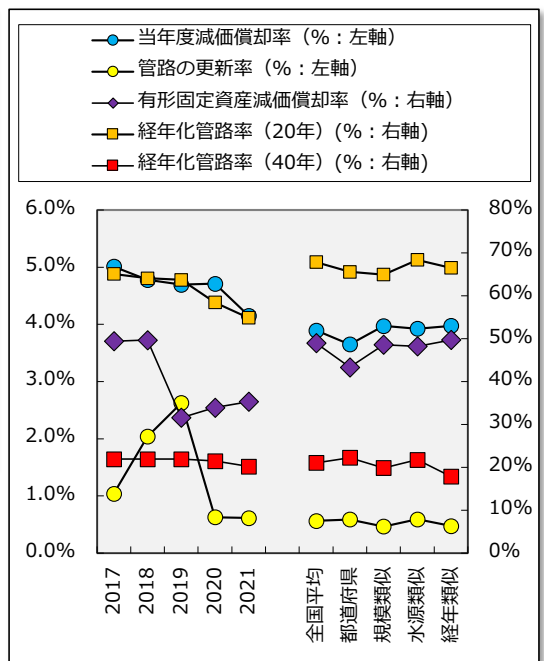 当年度減価償却率（%：左軸）
管路の更新率（%：左軸）
有形固定資産減価償却率（%：右軸）
経年化管路率（20年）(%：右軸)
経年化管路率（40年）(%：右軸)
6.0%
5.0%
4.0%
3.0%
2.0%
1.0%
0.0%
80%
70%
60%
50%
40%
30%
20%
10%
0%
2017
2018
2019
2020
2021
全国平均
都道府県
規模類似
水源類似
経年類似